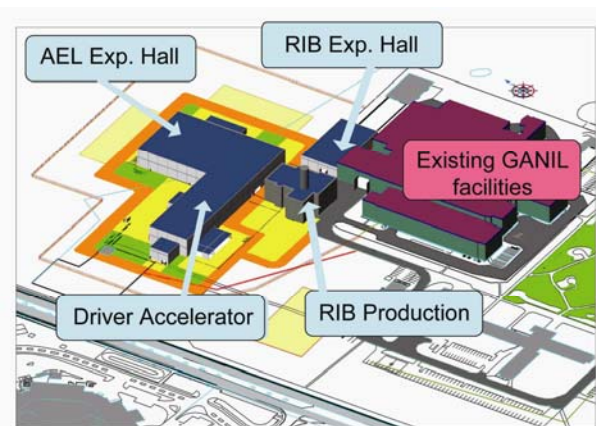 AEL Exp. Hall
RIB Exp. Hall
Existing GANIL
facilities
Driver Accelerator
RIB Production